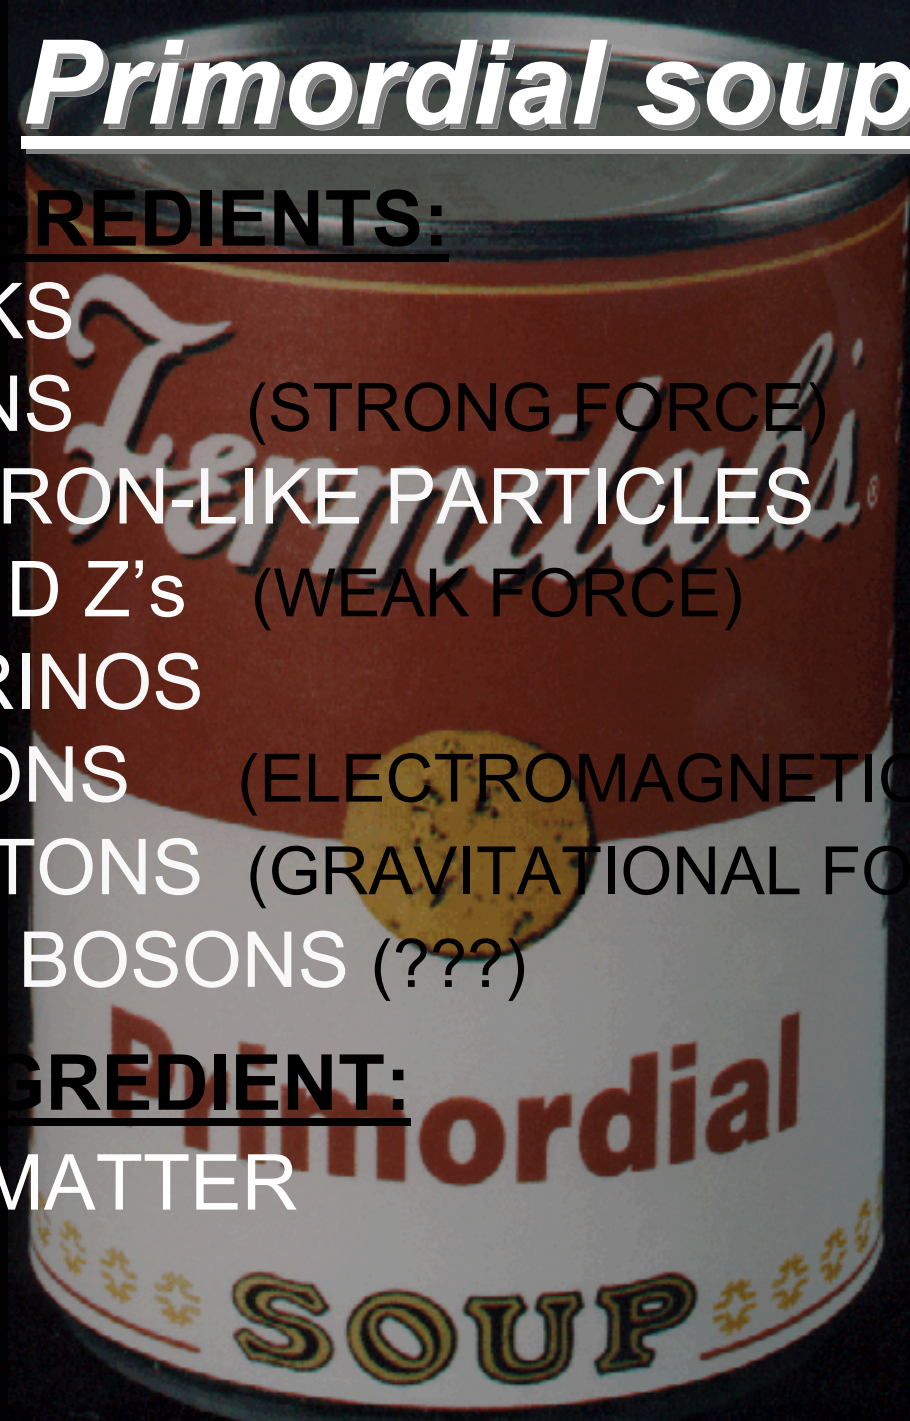 Primordial soup
GREDIENTS:
KS
NS (STRONG FORCE)
RON-LIKE PARTICLES
D Z’s (WEAK FORCE)
RINOS
ONS (ELECTROMAGNETIC
TONS (GRAVITATIONAL FO
BOSONS (???)
GREDIENT:
MATTER
Fermilab's
Primordial
SOUP